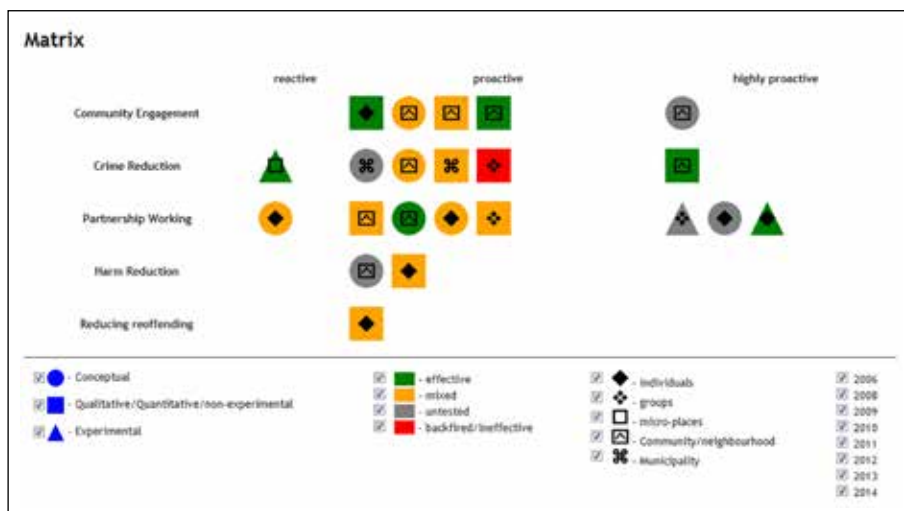 Matrix
reactive proactive highly proactive
Community Engagement
Crime Reduction
Partnership Working
Harm Reduction
Reducing reoffending
- Conceptual
- Qualitative/Quantitative/non-experimental
- Experimental
- effective
- mixed
- untested
- backfired/ineffective
- individuals
- groups
- micro-places
- Community/neighbourhood
- Municipality
2006
2008
2009
2010
2011
2012
2013
2014